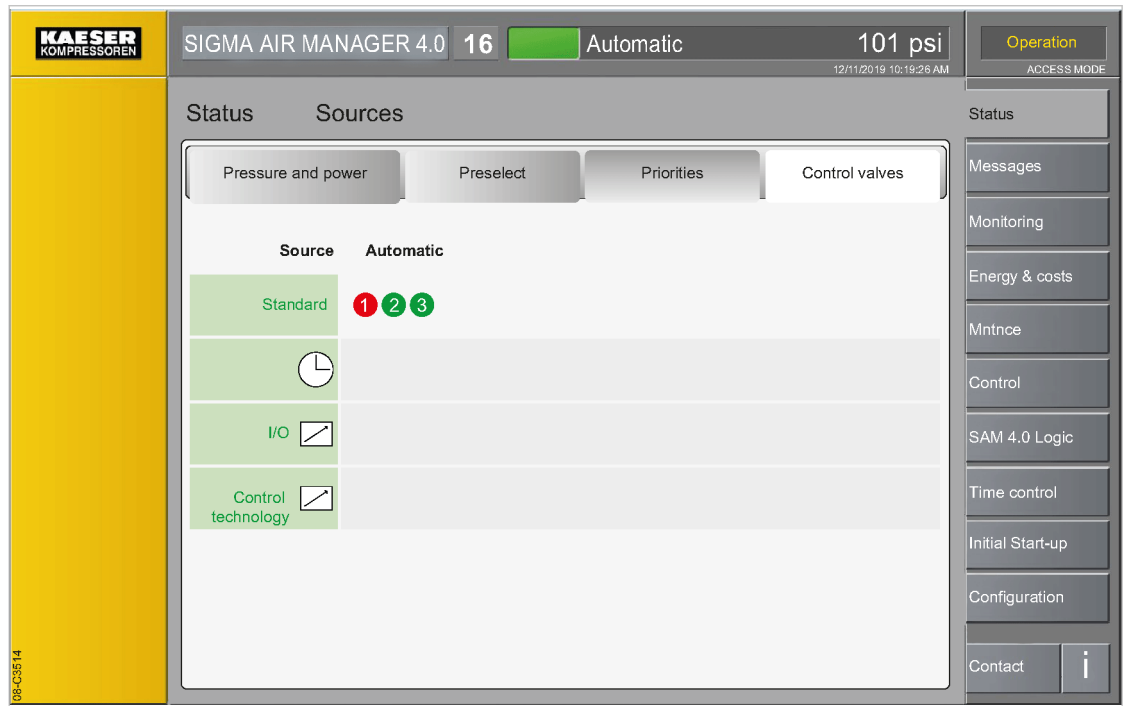 KAESER
KOMPRESSOREN
SIGMA AIR MANAGER 4.0 16 Automatic 101 psi
12/11/2019 10:19:26 AM
Operation
ACCESS MODE
Status Sources
Pressure and power Preselect Priorities Control valves
Source Automatic
Standard 1 2 3
I/O
Control
technology
Status
Messages
Monitoring
Energy & costs
Mntnce
Control
SAM 4.0 Logic
Time control
Initial Start-up
Configuration
Contact i
08-C3514